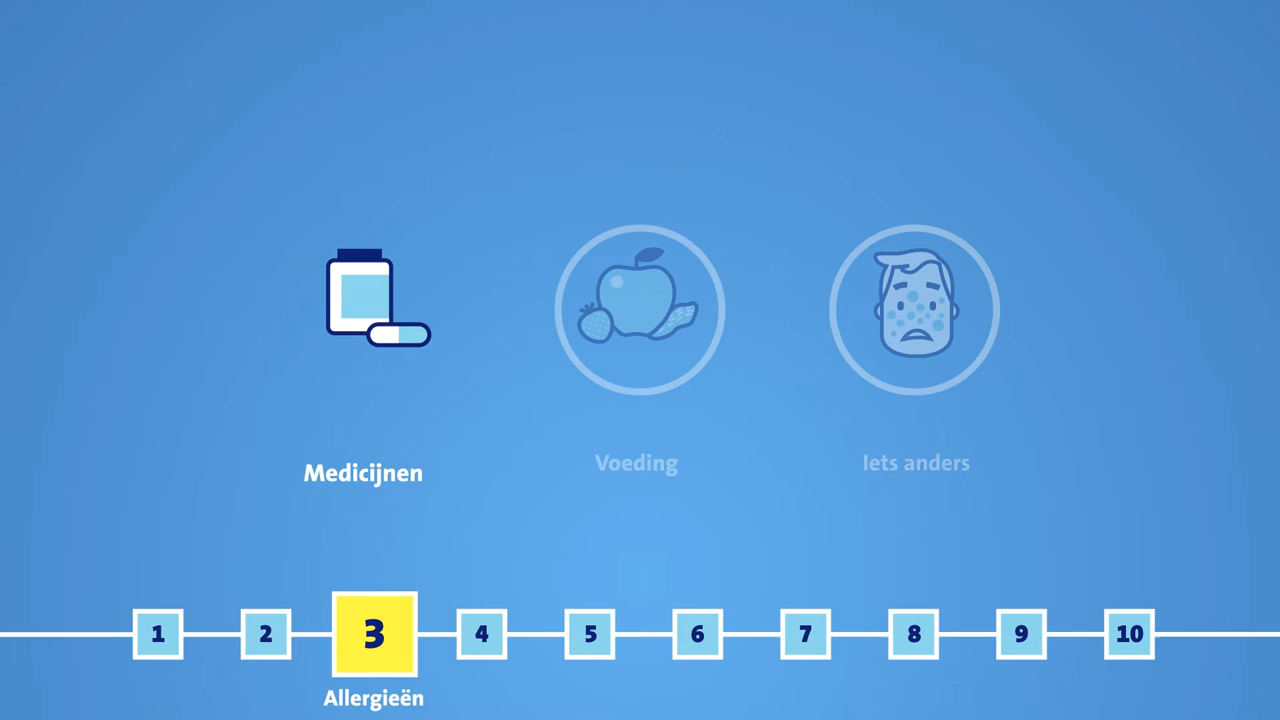 Medicijnen
Voeding
Iets anders
1 2 3 4 5 6 7 8 9 10
Allergieën